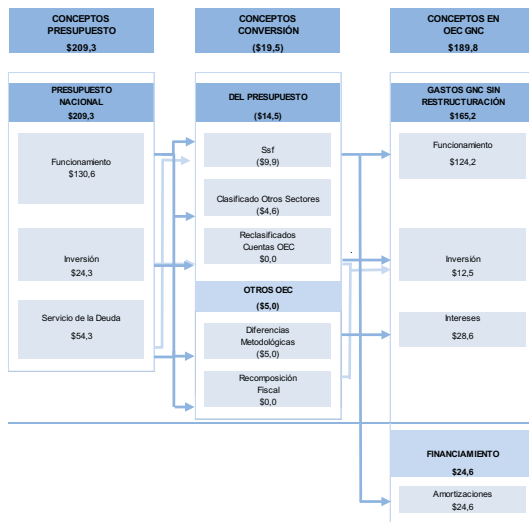 CONCEPTOS
PRESUPUESTO
$209,3
CONCEPTOS
CONVERSIÓN
($19,5)
CONCEPTOS EN
OEC GNC
$189,8
PRESUPUESTO
NACIONAL
$209,3
Funcionamiento
$130,6
Inversión
$24,3
Servicio de la Deuda
$54,3
DEL PRESUPUESTO
($14,5)
Ssf
($9,9)
Clasificado Otros Sectores
($4,6)
Reclasificados
Cuentas OEC
$0,0
OTROS OEC
($5,0)
Diferencias
Metodológicas
($5,0)
Recomposición
Fiscal
$0,0
GASTOS GNC SIN
RESTRUCTURACIÓN
$165,2
Funcionamiento
$124,2
Inversión
$12,5
Intereses
$28,6
FINANCIAMIENTO
$24,6
Amortizaciones
$24,6